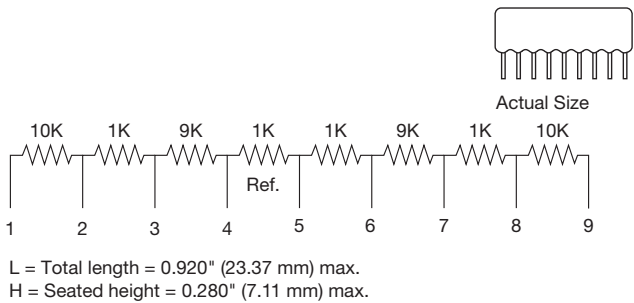 Actual Size
10K 1K 9K 1K 1K 9K 1K 10K
Ref.
1 2 3 4 5 6 7 8 9
L = Total length = 0.920" (23.37 mm) max.
H = Seated height = 0.280" (7.11 mm) max.